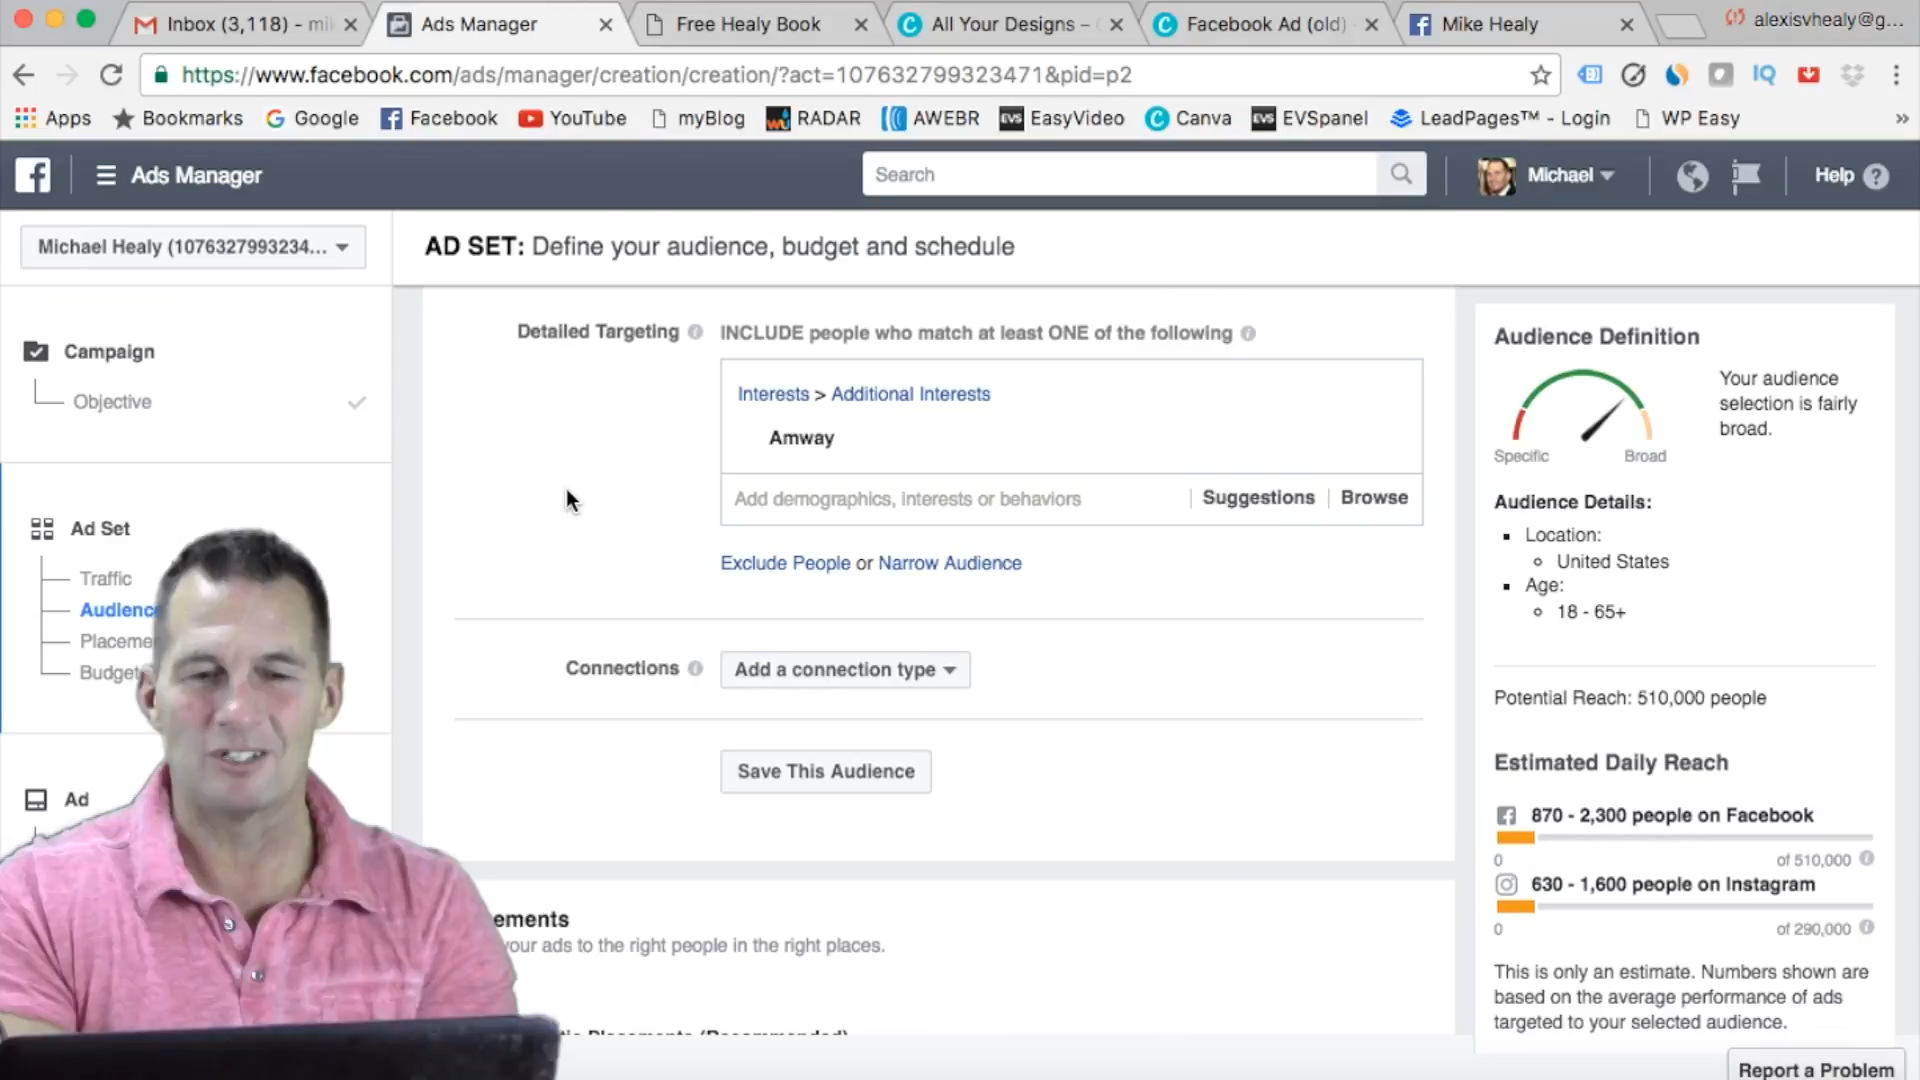 Inbox (3,118) - mi
Ads Manager
Free Healy Book
All Your Designs –
Facebook Ad (old)
Mike Healy
alexisvhealy@g...
https://www.facebook.com/ads/manager/creation/creation/?act=107632799323471&pid=p2
Apps
Bookmarks
Google
Facebook
YouTube
myBlog
RADAR
AWEBR
EVS EasyVideo
Canva
EVS EVSpanel
LeadPages™ - Login
WP Easy
»
Ads Manager
Search
Michael
Help
Michael Healy (1076327993234...
AD SET: Define your audience, budget and schedule
Campaign
Objective
Ad Set
Traffic
Audienc
Placeme
Budget
Ad
Detailed Targeting
INCLUDE people who match at least ONE of the following
Interests > Additional Interests
Amway
Add demographics, interests or behaviors
Suggestions
Browse
Exclude People or Narrow Audience
Connections
Add a connection type
Save This Audience
ements
your ads to the right people in the right places.
tic Placements (Recommended)
Audience Definition
Your audience
selection is fairly
broad.
Specific
Broad
Audience Details:
Location:
United States
Age:
18 - 65+
Potential Reach: 510,000 people
Estimated Daily Reach
870 - 2,300 people on Facebook
0
of 510,000
630 - 1,600 people on Instagram
0
of 290,000
This is only an estimate. Numbers shown are
based on the average performance of ads
targeted to your selected audience.
Report a Problem